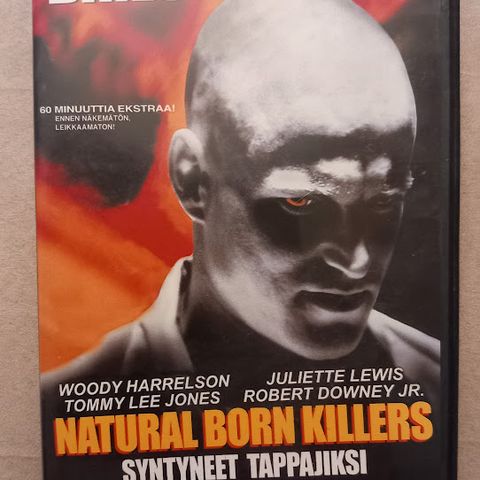 60 MINUUTTIA EKSTRAA!
ENNEN NÄKEMÄTÖN,
LEIKKAAMATON!
WOODY HARRELSON JULIETTE LEWIS
TOMMY LEE JONES ROBERT DOWNEY JR.
NATURAL BORN KILLERS
SYNTYNEET TAPPAJIKSI